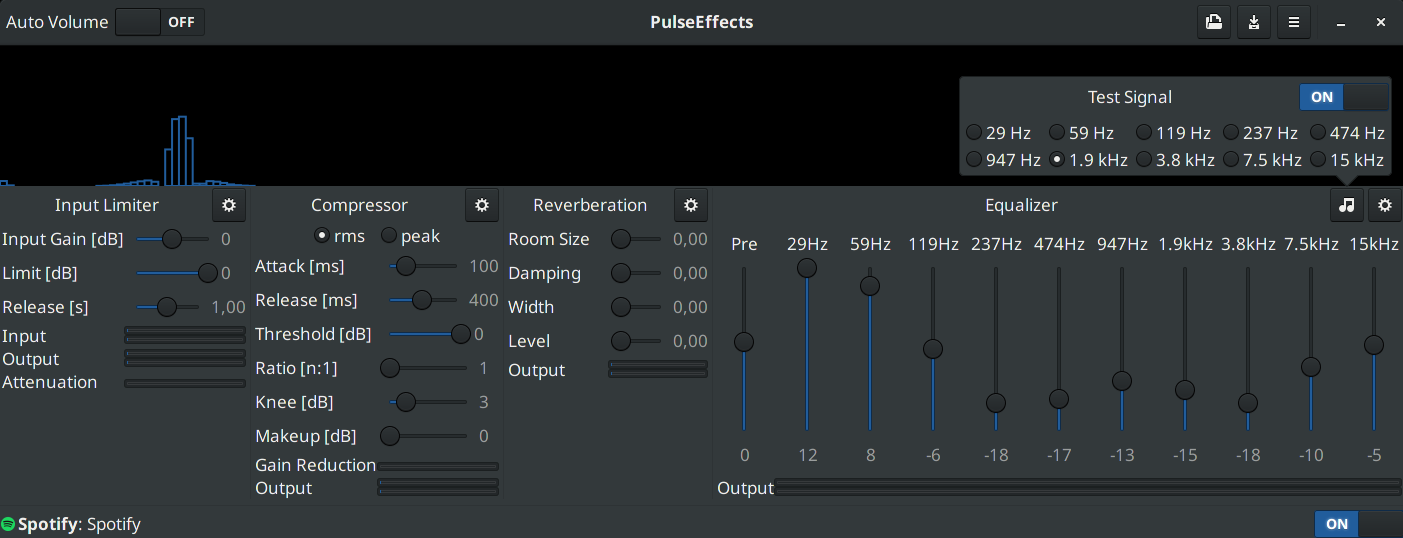 Auto Volume OFF PulseEffects
Test Signal ON
29 Hz 59 Hz 119 Hz 237 Hz 474 Hz
947 Hz 1.9 kHz 3.8 kHz 7.5 kHz 15 kHz
Input Limiter
Input Gain [dB] 0
Limit [dB] 0
Release [s] 1,00
Input
Output
Attenuation
Compressor
rms peak
Attack [ms] 100
Release [ms] 400
Threshold [dB] 0
Ratio [n:1] 1
Knee [dB] 3
Makeup [dB] 0
Gain Reduction
Output
Reverberation
Room Size 0,00
Damping 0,00
Width 0,00
Level 0,00
Output
Equalizer
Pre 29Hz 59Hz 119Hz 237Hz 474Hz 947Hz 1.9kHz 3.8kHz 7.5kHz 15kHz
0 12 8 -6 -18 -17 -13 -15 -18 -10 -5
Output
Spotify: Spotify ON